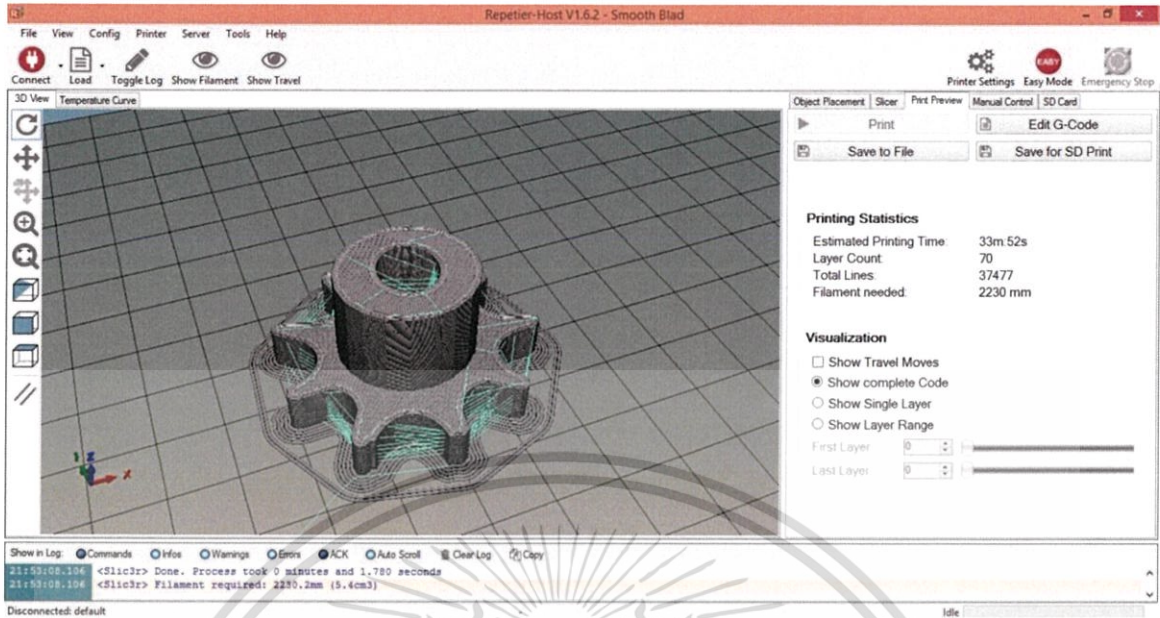 Repetier-Host V1.6.2 - Smooth Blad
File View Config Printer Server Tools Help
Connect Load Toggle Log Show Filament Show Travel
Printer Settings EASY Easy Mode Emergency Stop
3D View Temperature Curve
Object Placement Slicer Print Preview Manual Control SD Card
Print Edit G-Code
Save to File Save for SD Print
Printing Statistics
Estimated Printing Time: 33m:52s
Layer Count: 70
Total Lines: 37477
Filament needed: 2230 mm
Visualization
Show Travel Moves
Show complete Code
Show Single Layer
Show Layer Range
First Layer 0
Last Layer 0
Z
X
Show in Log: Commands Infos Warnings Errors ACK Auto Scroll Clear Log Copy
21:53:08.106 <Slic3r> Done. Process took 0 minutes and 1.780 seconds
21:53:08.106 <Slic3r> Filament required: 2230.2mm (5.4cm3)
Disconnected: default Idle